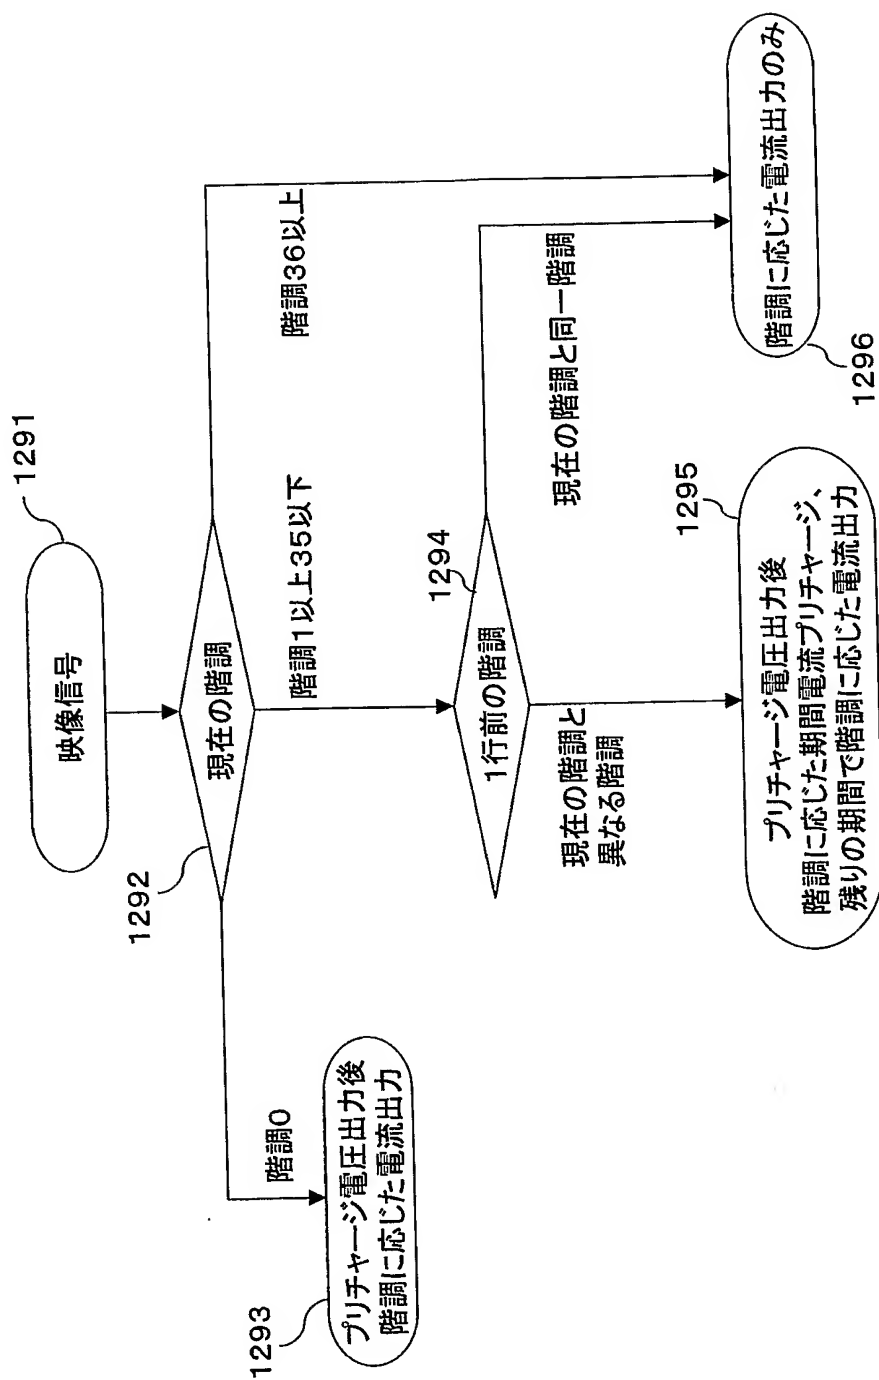 映像信号
1291
現在の階調
1292
階調0
階調1以上35以下
階調36以上
プリチャージ電圧出力後
階調に応じた電流出力
1293
1行前の階調
1294
現在の階調と
異なる階調
現在の階調と同一階調
プリチャージ電圧出力後
階調に応じた期間電流プリチャージ、
残りの期間で階調に応じた電流出力
1295
階調に応じた電流出力のみ
1296